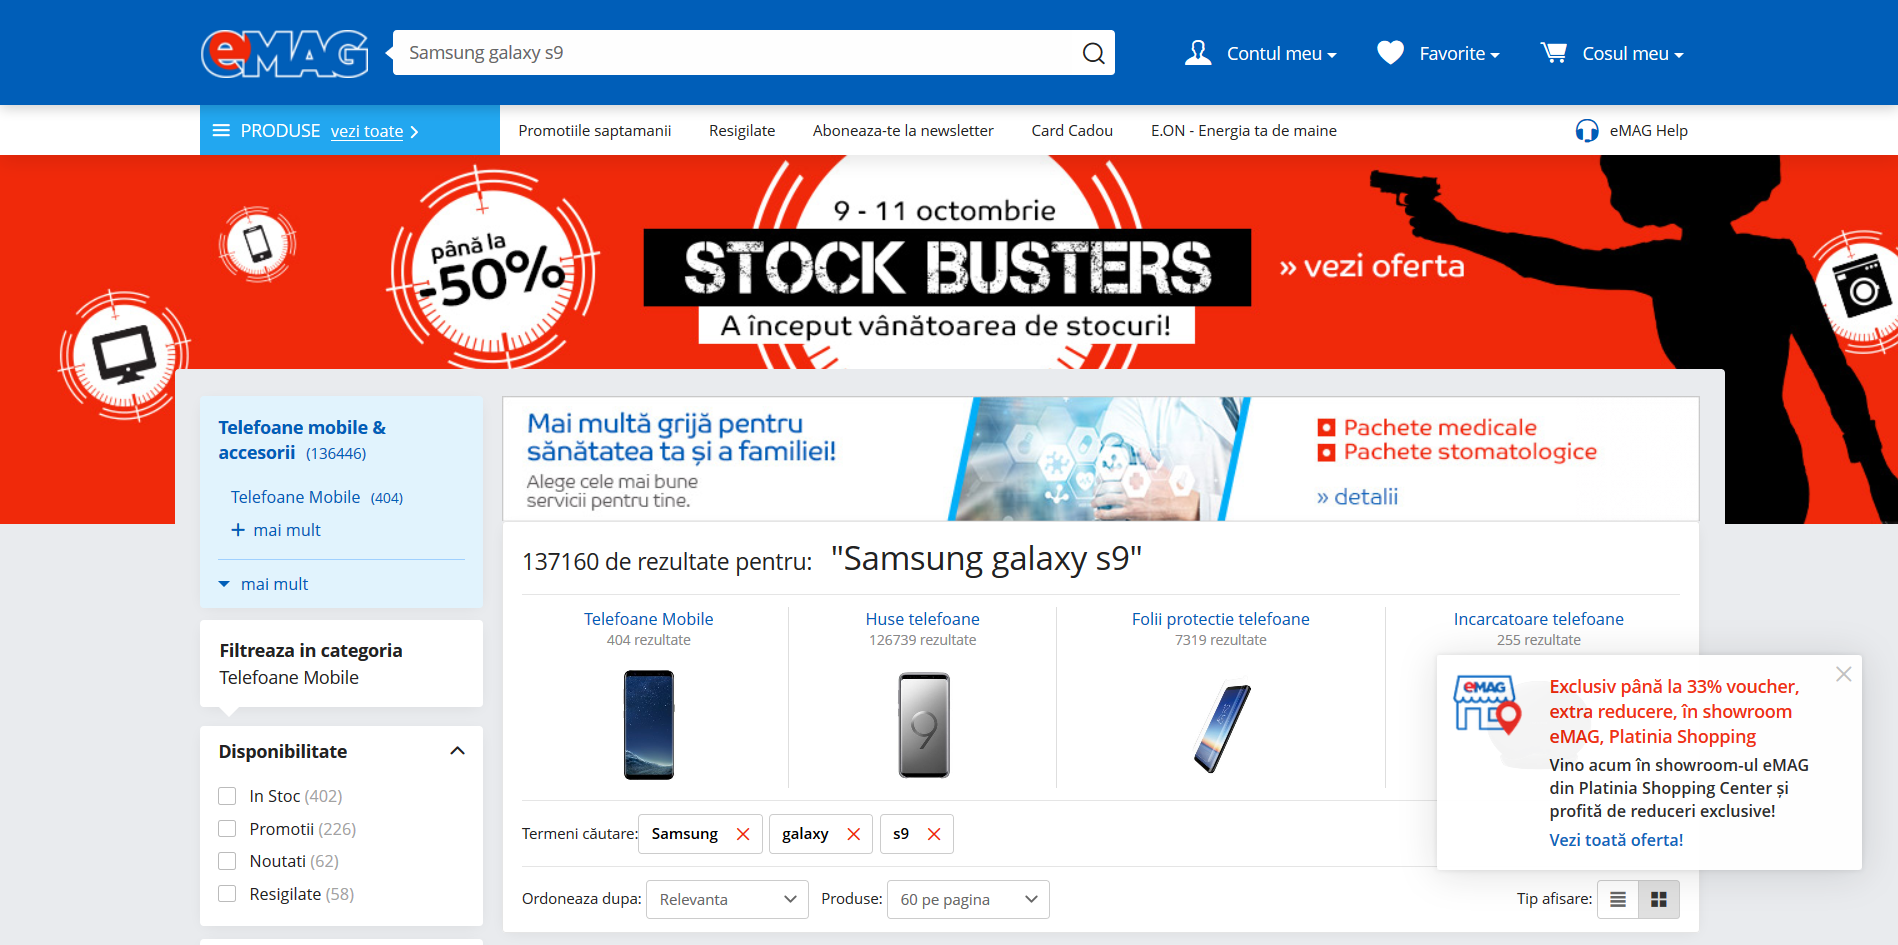 eMAG
Samsung galaxy s9
Contul meu
Favorite
Cosul meu
PRODUSE vezi toate
Promotiile saptamanii
Resigilate
Aboneaza-te la newsletter
Card Cadou
E.ON - Energia ta de maine
eMAG Help
până la
-50%
9 - 11 octombrie
STOCK BUSTERS
A început vânătoarea de stocuri!
» vezi oferta
Telefoane mobile &
accesorii (136446)
Telefoane Mobile (404)
+ mai mult
mai mult
Filtreaza in categoria
Telefoane Mobile
Disponibilitate
In Stoc (402)
Promotii (226)
Noutati (62)
Resigilate (58)
Mai multă grijă pentru
sănătatea ta și a familiei!
Alege cele mai bune
servicii pentru tine.
Pachete medicale
Pachete stomatologice
» detalii
137160 de rezultate pentru: "Samsung galaxy s9"
Telefoane Mobile
404 rezultate
Huse telefoane
126739 rezultate
9
Folii protectie telefoane
7319 rezultate
Incarcatoare telefoane
255 rezultate
Termeni căutare: Samsung galaxy s9
Ordoneaza dupa: Relevanta Produse: 60 pe pagina
Tip afisare:
eMAG
Exclusiv până la 33% voucher,
extra reducere, în showroom
eMAG, Platinia Shopping
Vino acum în showroom-ul eMAG
din Platinia Shopping Center și
profită de reduceri exclusive!
Vezi toată oferta!